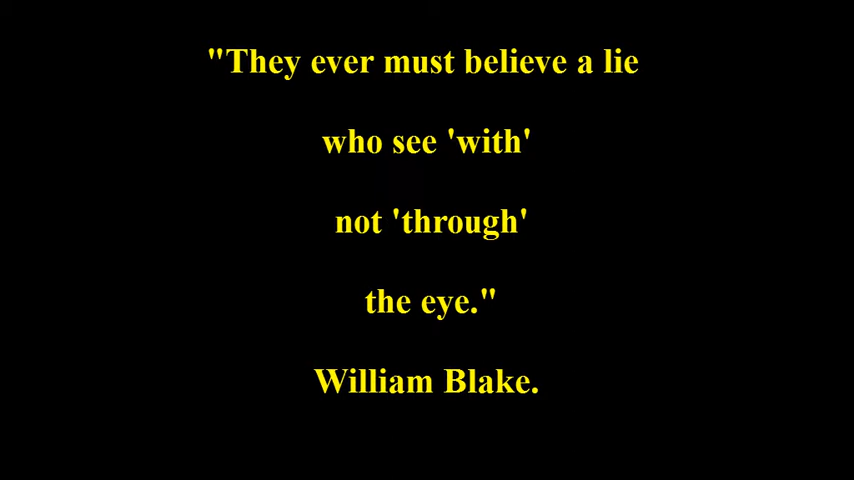 "They ever must believe a lie
who see 'with'
not 'through'
the eye."
William Blake.